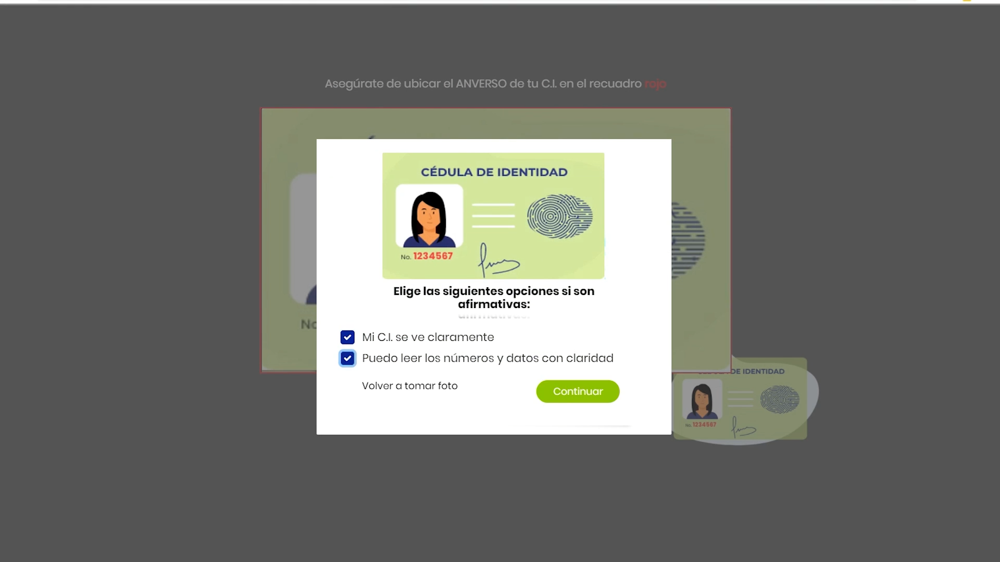 Asegúrate de ubicar el ANVERSO de tu C.I. en el recuadro rojo
CÉDULA DE IDENTIDAD
No. 1234567
Elige las siguientes opciones si son
afirmativas:
Mi C.I. se ve claramente
Puedo leer los números y datos con claridad
Volver a tomar foto
Continuar
No
DE IDENTIDAD
No. 1234567